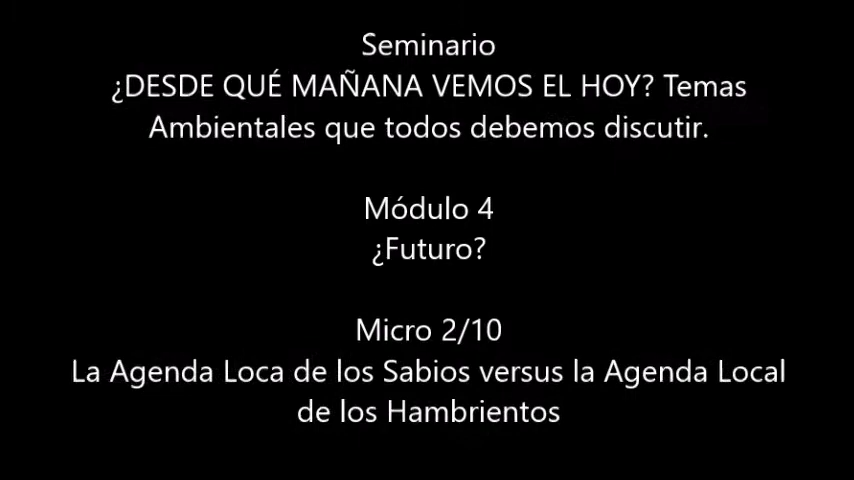 Seminario
¿DESDE QUÉ MAÑANA VEMOS EL HOY? Temas
Ambientales que todos debemos discutir.
Módulo 4
¿Futuro?
Micro 2/10
La Agenda Loca de los Sabios versus la Agenda Local
de los Hambrientos